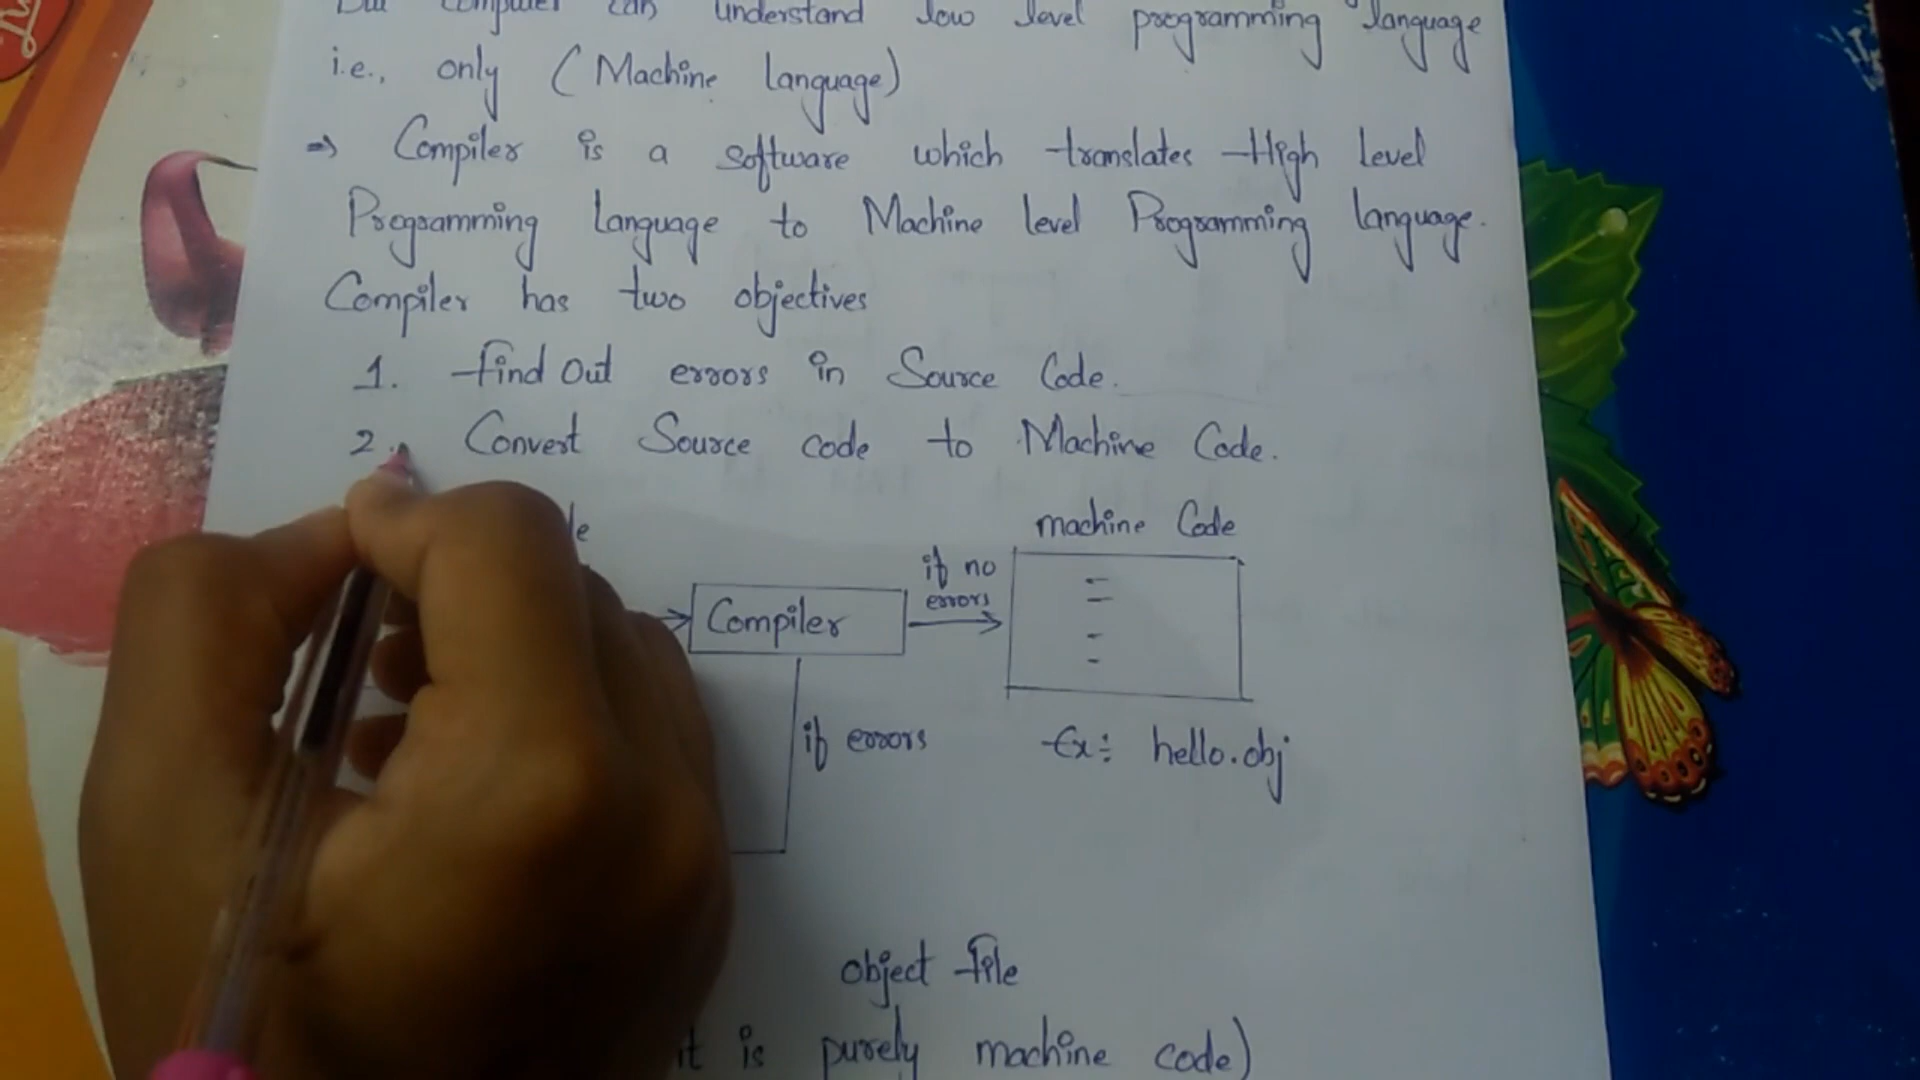 But Computer can understand low level programming language
i.e., only (Machine language)
⇒ Compiler is a software which translates High level
Programming language to Machine level Programming language.
Compiler has two objectives
1. find out errors in Source Code.
2. Convert Source code to Machine Code.
machine Code
if no
errors
Compiler
if errors
Ex: hello.obj
object file
it is purely machine code)